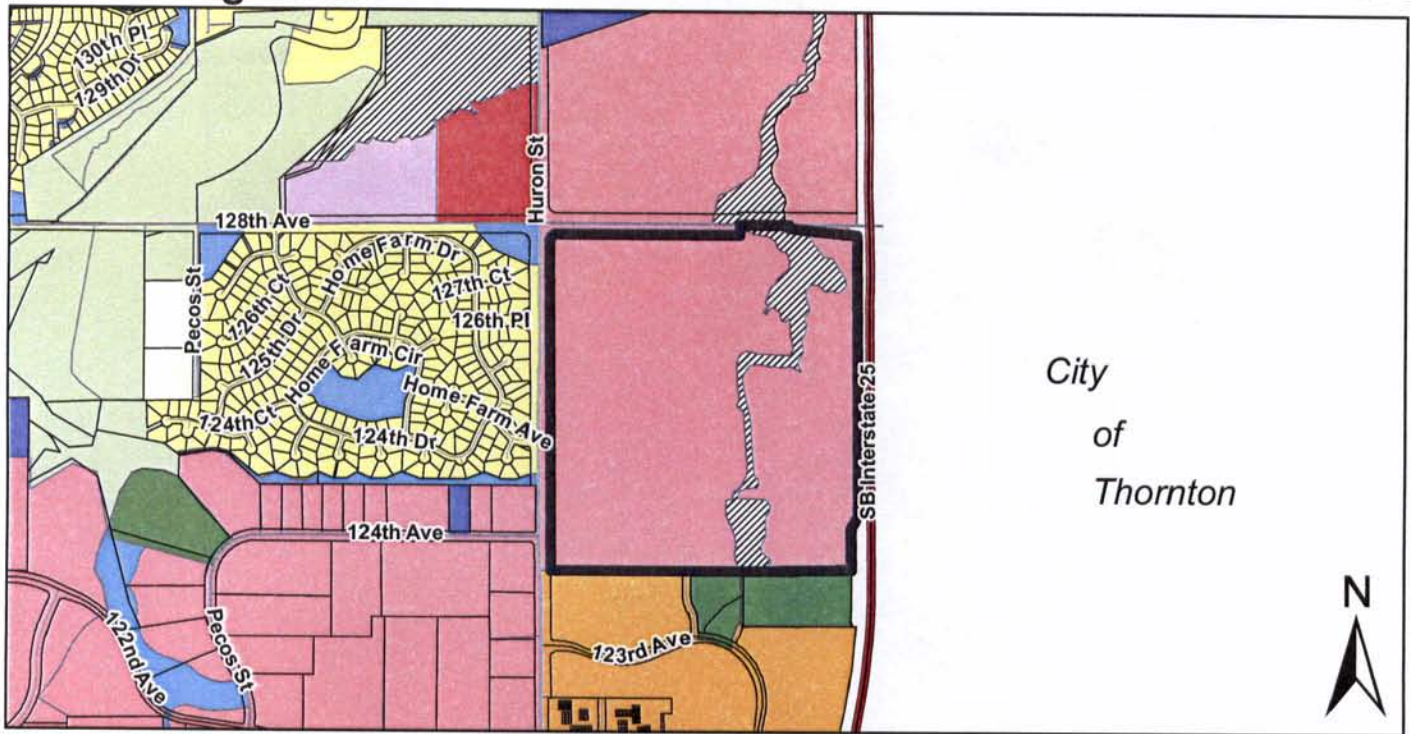 130th Pl
129th Dr
Huron St
128th Ave
Pecos St
Home Farm Dr
126th Ct
127th Ct
125th Dr
126th Pl
Home Farm Cir
Home Farm Ave
124th Ct
124th Dr
SB Interstate 25
City
of
Thornton
124th Ave
Pecos St
122nd Ave
123rd Ave
N